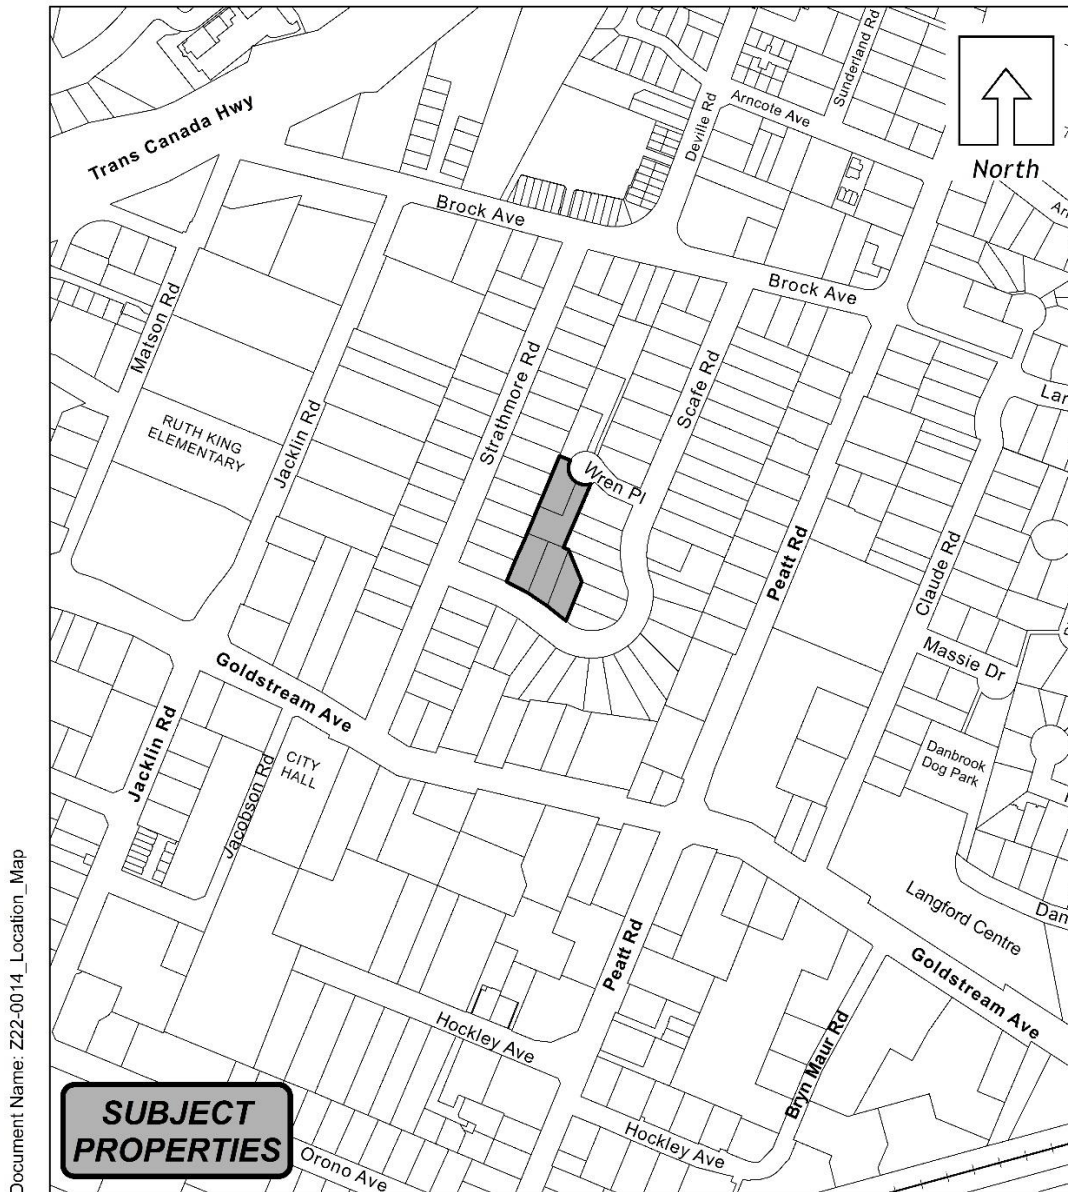 Sunderland Rd
Deville Rd
Arncote Ave
Trans Canada Hwy
North
Brock Ave
Brock Ave
Matson Rd
Strathmore Rd
Scafe Rd
Lar
RUTH KING
ELEMENTARY
Jacklin Rd
Wren Pl
Peatt Rd
Claude Rd
Massie Dr
Goldstream Ave
Jacklin Rd
CITY
HALL
Jacobson Rd
Danbrook
Dog Park
Langford Centre
Dan
Goldstream Ave
Peatt Rd
Hockley Ave
Bryn Maur Rd
Hockley Ave
Orono Ave
SUBJECT
PROPERTIES
Document Name: Z22-0014_Location_Map